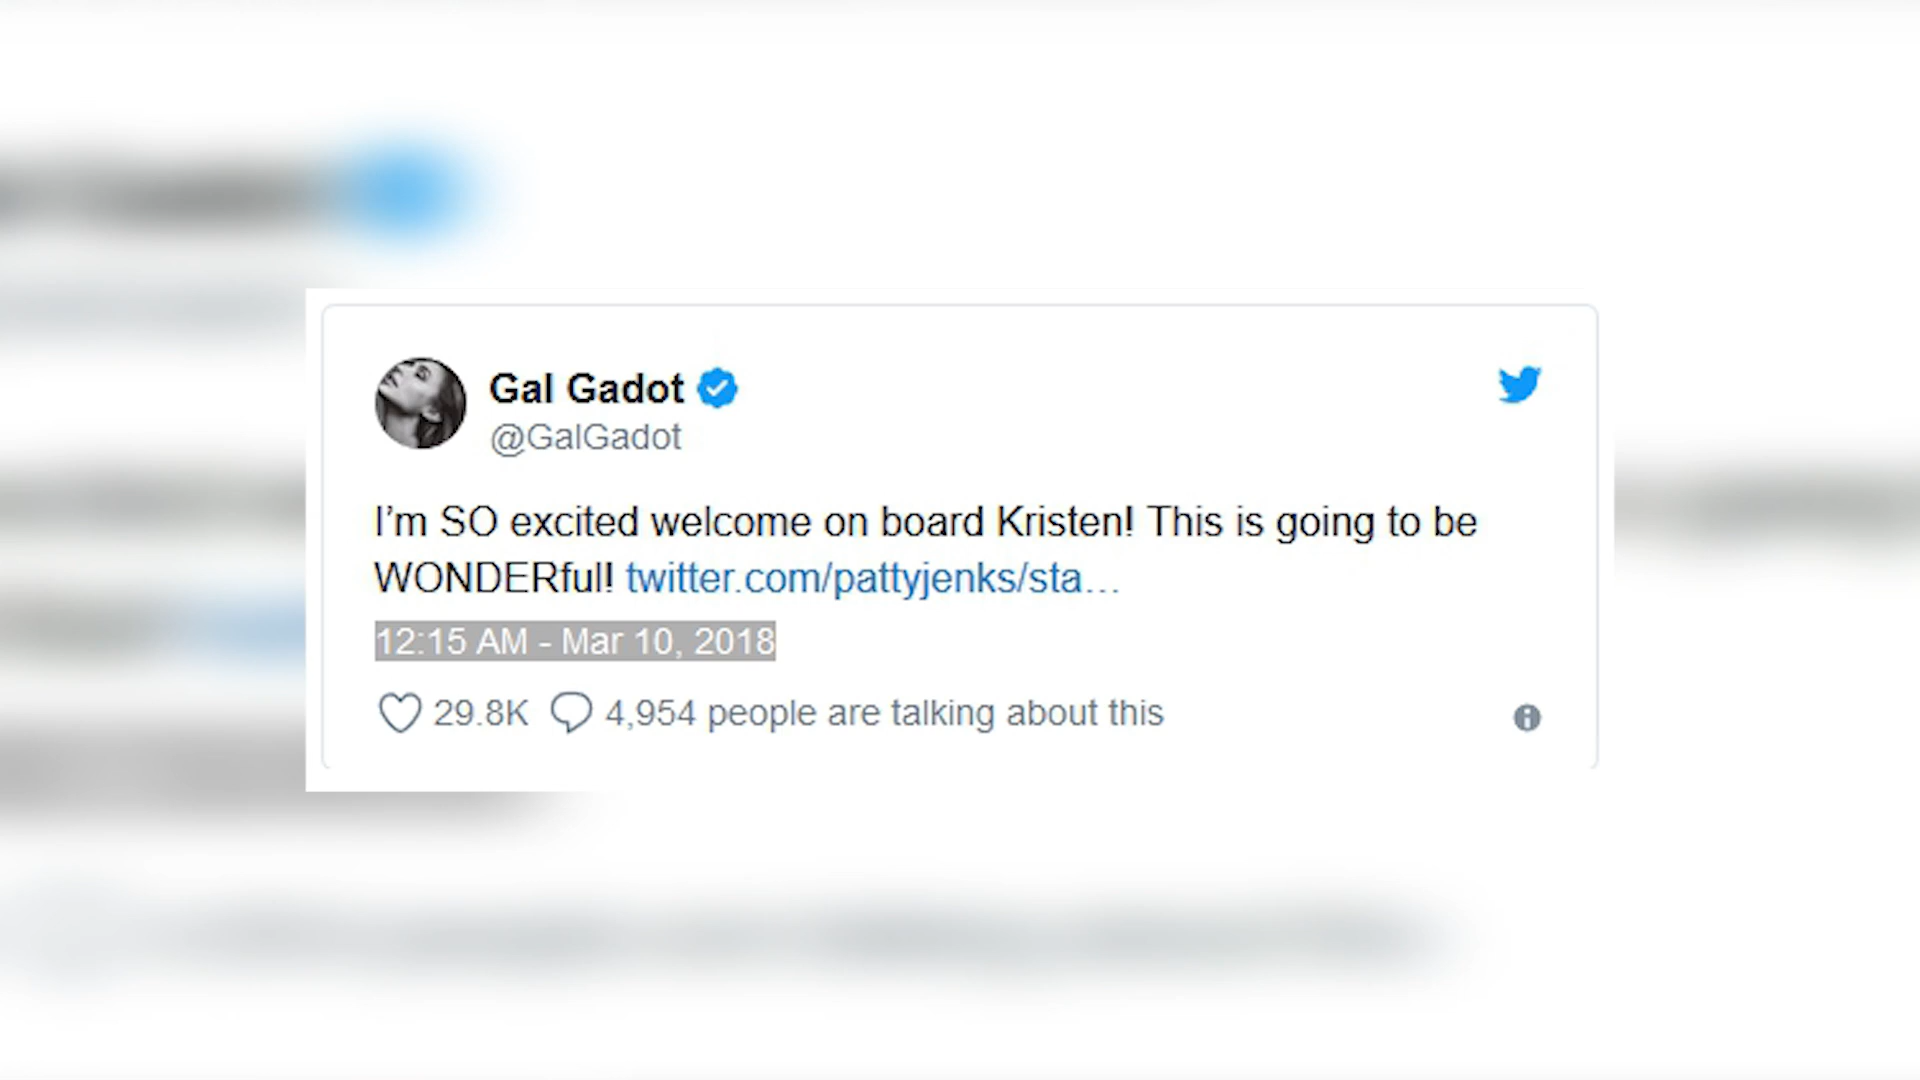 Gal Gadot
@GalGadot
I’m SO excited welcome on board Kristen! This is going to be
WONDERful! twitter.com/pattyjenks/sta…
12:15 AM - Mar 10, 2018
29.8K 4,954 people are talking about this